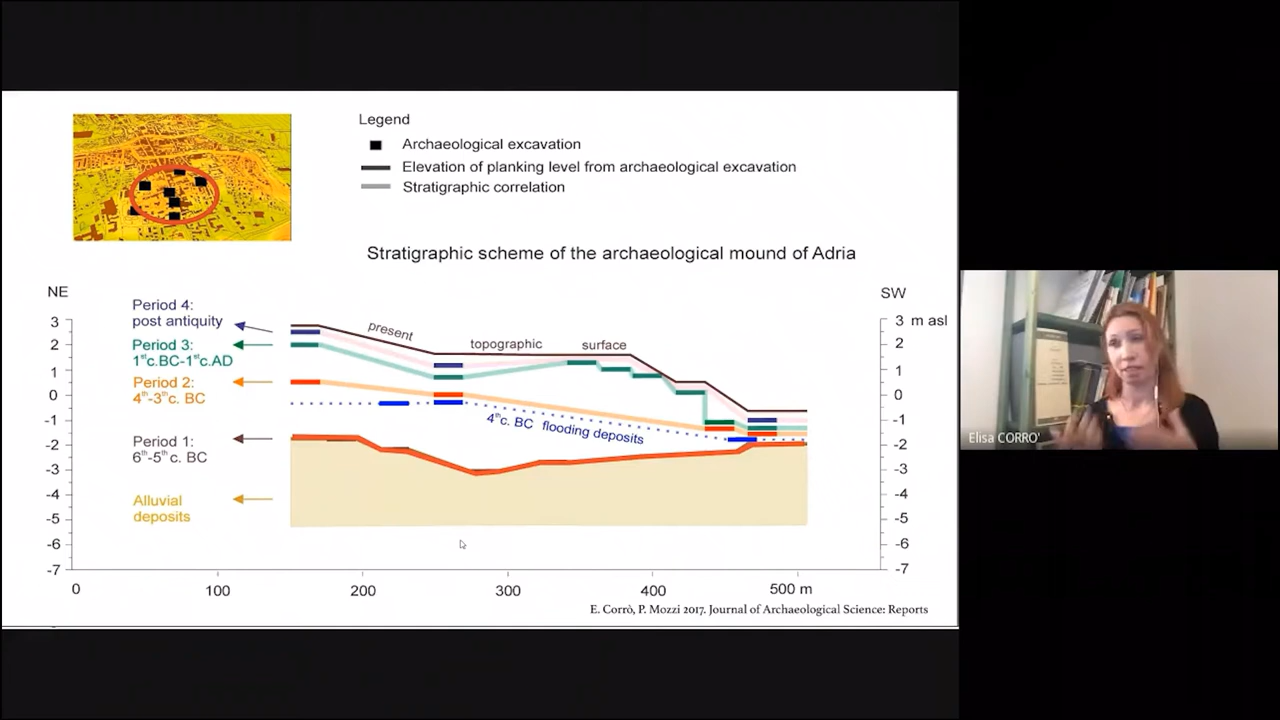 Legend
Archaeological excavation
Elevation of planking level from archaeological excavation
Stratigraphic correlation
Stratigraphic scheme of the archaeological mound of Adria
NE
SW
Period 4:
post antiquity
Period 3:
1st c.BC-1st c.AD
Period 2:
4th-3th c. BC
Period 1:
6th-5th c. BC
Alluvial
deposits
3
2
1
0
-1
-2
-3
-4
-5
-6
-7
present
topographic
surface
4th c. BC flooding deposits
3 m asl
2
1
0
-1
-2
-3
-4
-5
-6
-7
0 100 200 300 400 500 m
E. Corrò, P. Mozzi 2017. Journal of Archaeological Science: Reports
Elisa CORRO'